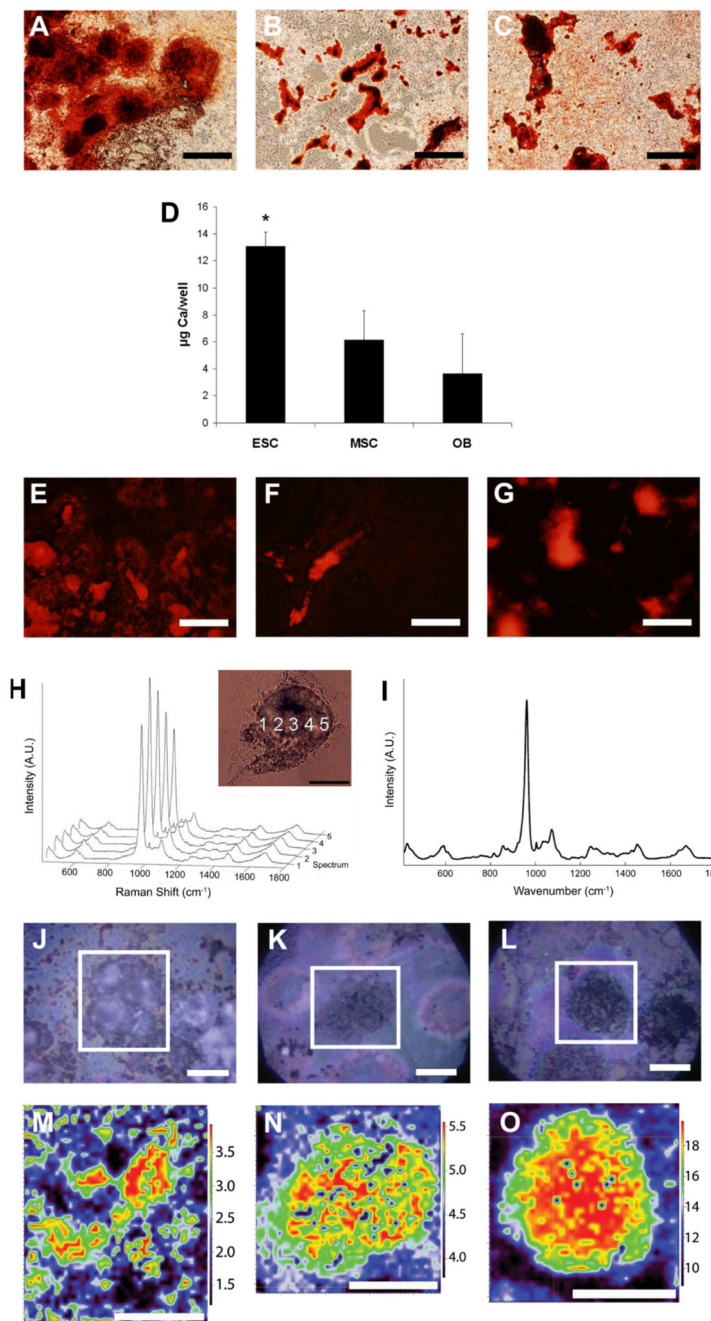 A
B
C
D
16
14
12
10
8
6
4
2
0
µg Ca/well
*
ESC
MSC
OB
E
F
G
H
Intensity (A.U.)
1 2 3 4 5
600
800
1000
1200
1400
1600
1800
Raman Shift (cm-1)
1
2
3
4
5
Spectrum
I
Intensity (A.U.)
600
800
1000
1200
1400
1600
Wavenumber (cm-1)
J
K
L
M
3.5
3.0
2.5
2.0
1.5
N
5.5
5.0
4.5
4.0
O
18
16
14
12
10